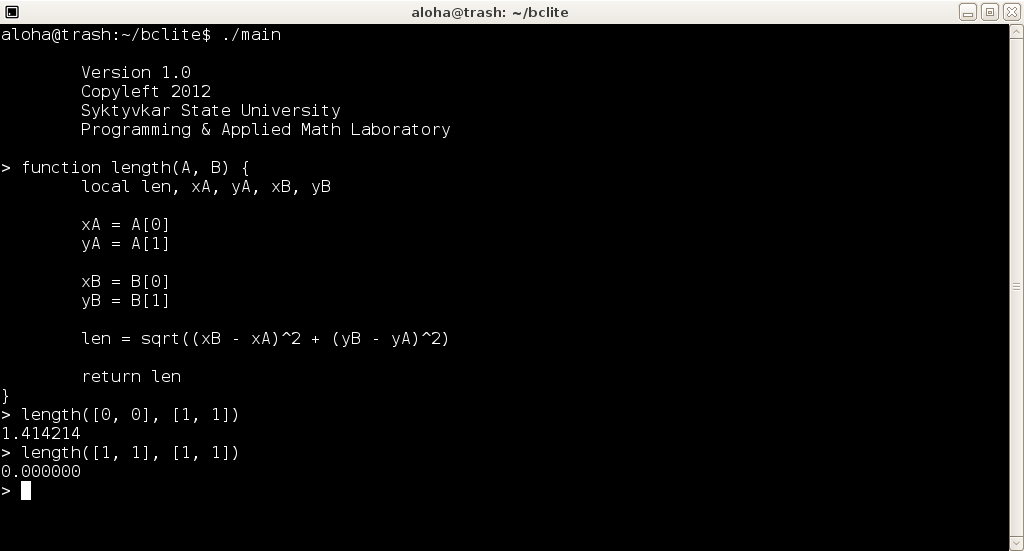 aloha@trash: ~/bclite
aloha@trash:~/bclite$ ./main
Version 1.0
Copyleft 2012
Syktyvkar State University
Programming & Applied Math Laboratory
> function length(A, B) {
local len, xA, yA, xB, yB
xA = A[0]
yA = A[1]
xB = B[0]
yB = B[1]
len = sqrt((xB - xA)^2 + (yB - yA)^2)
return len
}
> length([0, 0], [1, 1])
1.414214
> length([1, 1], [1, 1])
0.000000
>